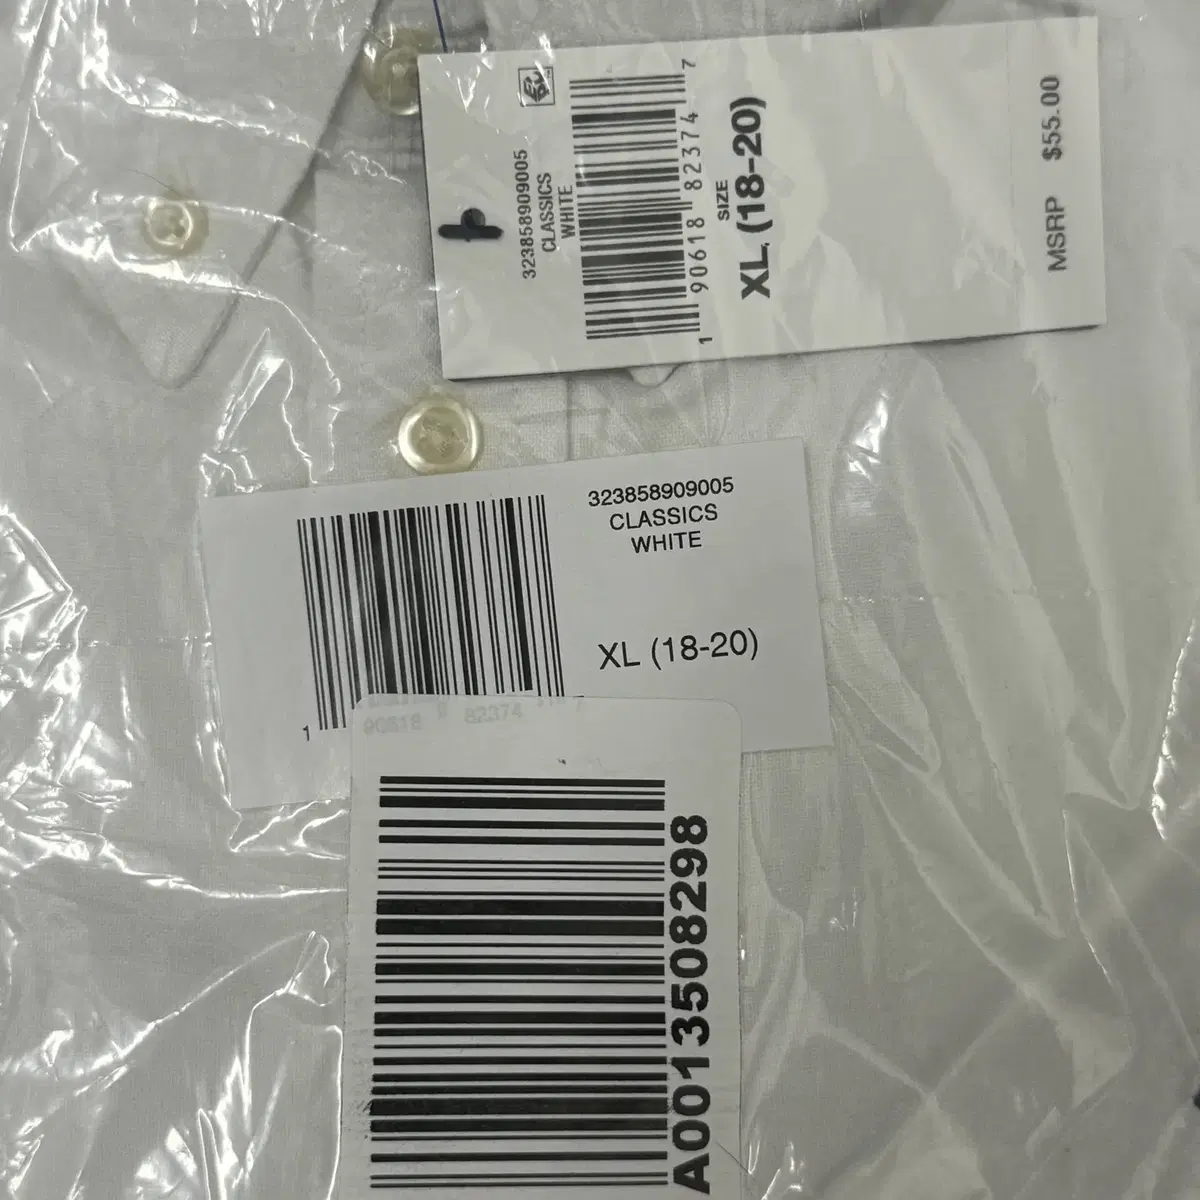 323858909005
CLASSICS
WHITE
1 90618 82374 7
SIZE
XL (18-20)
MSRP $55.00
323858909005
CLASSICS
WHITE
XL (18-20)
1 90618 82374 7
A0013508298